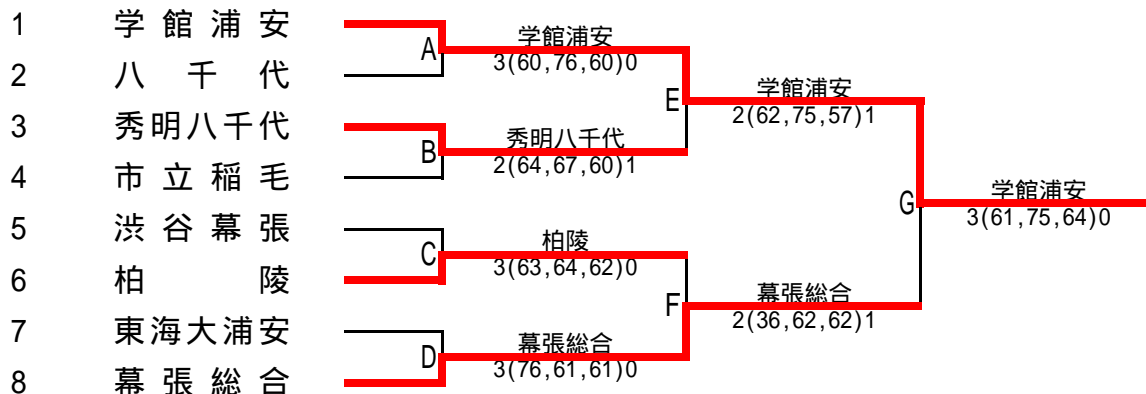 1 学館浦安
2 八千代
3 秀明八千代
4 市立稲毛
5 渋谷幕張
6 柏陵
7 東海大浦安
8 幕張総合
A
学館浦安
3(60,76,60)0
B
秀明八千代
2(64,67,60)1
C
柏陵
3(63,64,62)0
D
幕張総合
3(76,61,61)0
E
学館浦安
2(62,75,57)1
F
幕張総合
2(36,62,62)1
G
学館浦安
3(61,75,64)0